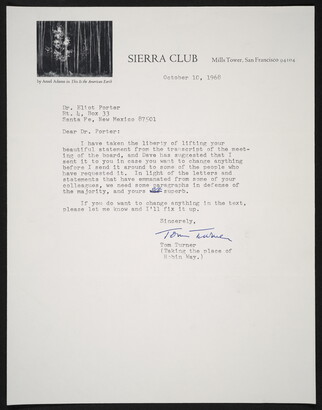 by Ansel Adams in This Is the American Earth
SIERRA CLUB Mills Tower, San Francisco 94104
October 10, 1968
Dr. Eliot Porter
Rt. 4, Box 33
Santa Fe, New Mexico 87501
Dear Dr. Porter:
I have taken the liberty of lifting your
beautiful statement from the transcript of the meet-
ing of the board, and Dave has suggested that I
sent it to you in case you want to change anything
before I send it around to some of the people who
have requested it. In light of the letters and
statements that have emanated from some of your
colleagues, we need some paragraphs in defense of
the majority, and yours superb.
If you do want to change anything in the text,
please let me know and I'll fix it up.
Sincerely,
Tom Turner
Tom Turner
(Taking the place of
Robin Way.)